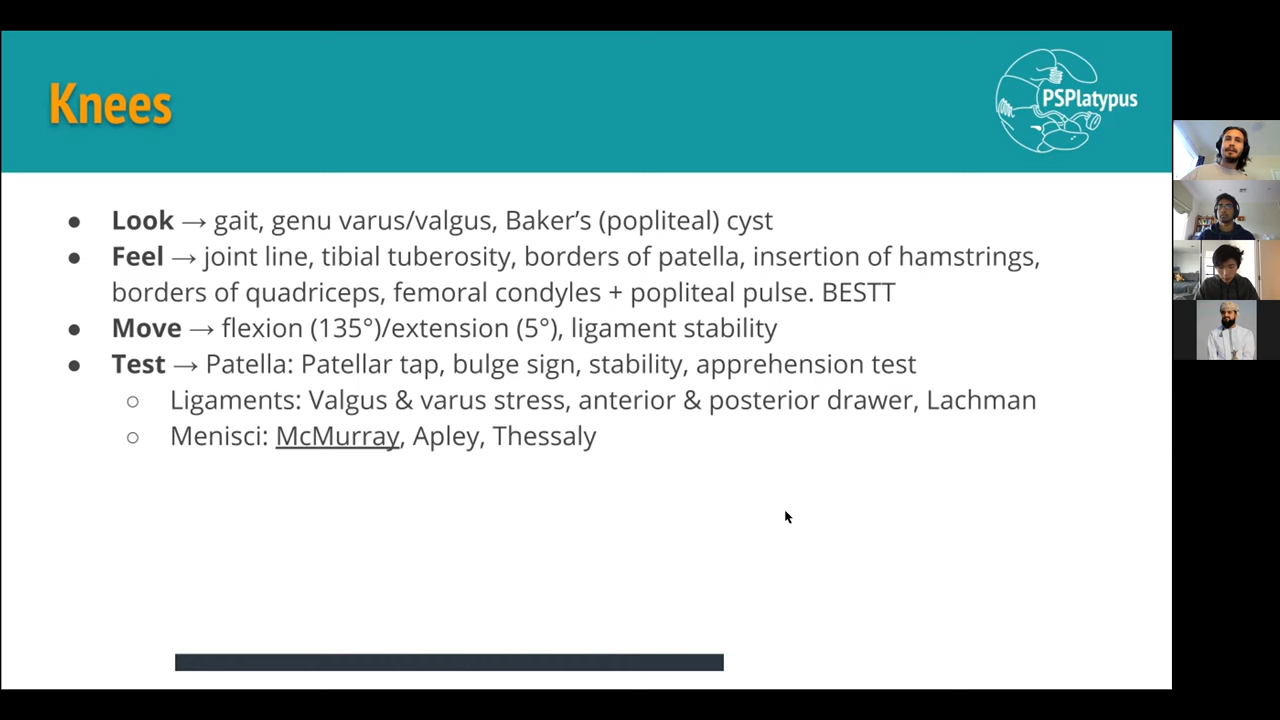 Knees
PSPlatypus
● Look → gait, genu varus/valgus, Baker’s (popliteal) cyst
● Feel → joint line, tibial tuberosity, borders of patella, insertion of hamstrings,
borders of quadriceps, femoral condyles + popliteal pulse. BESTT
● Move → flexion (135°)/extension (5°), ligament stability
● Test → Patella: Patellar tap, bulge sign, stability, apprehension test
○ Ligaments: Valgus & varus stress, anterior & posterior drawer, Lachman
○ Menisci: McMurray, Apley, Thessaly